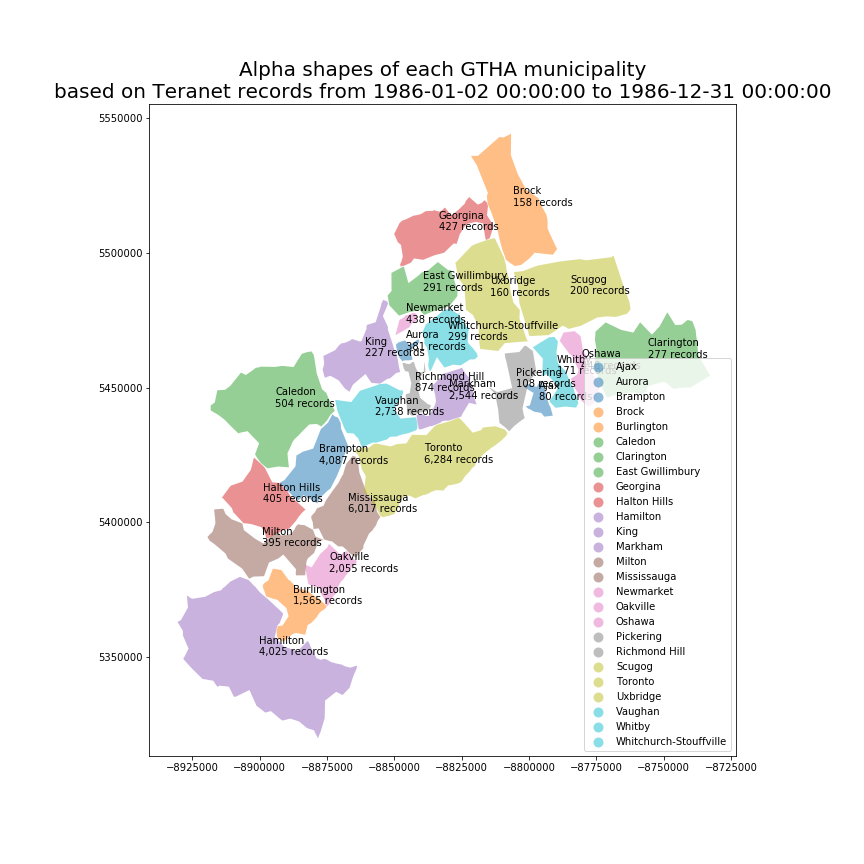 Alpha shapes of each GTHA municipality
based on Teranet records from 1986-01-02 00:00:00 to 1986-12-31 00:00:00
5550000
5500000
5450000
5400000
5350000
Brock
158 records
Georgina
427 records
East Gwillimbury
291 records
Uxbridge
160 records
Scugog
200 records
Newmarket
438 records
Whitchurch-Stouffville
299 records
Aurora
381 records
King
227 records
Clarington
277 records
Oshawa
Whitb
171 r
Pickering
108 records
Ajax
80 records
Richmond Hill
874 records
Markham
2,544 records
Caledon
504 records
Vaughan
2,738 records
Brampton
4,087 records
Toronto
6,284 records
Halton Hills
405 records
Mississauga
6,017 records
Milton
395 records
Oakville
2,055 records
Burlington
1,565 records
Hamilton
4,025 records
Ajax
Aurora
Brampton
Brock
Burlington
Caledon
Clarington
East Gwillimbury
Georgina
Halton Hills
Hamilton
King
Markham
Milton
Mississauga
Newmarket
Oakville
Oshawa
Pickering
Richmond Hill
Scugog
Toronto
Uxbridge
Vaughan
Whitby
Whitchurch-Stouffville
−8925000 −8900000 −8875000 −8850000 −8825000 −8800000 −8775000 −8750000 −8725000